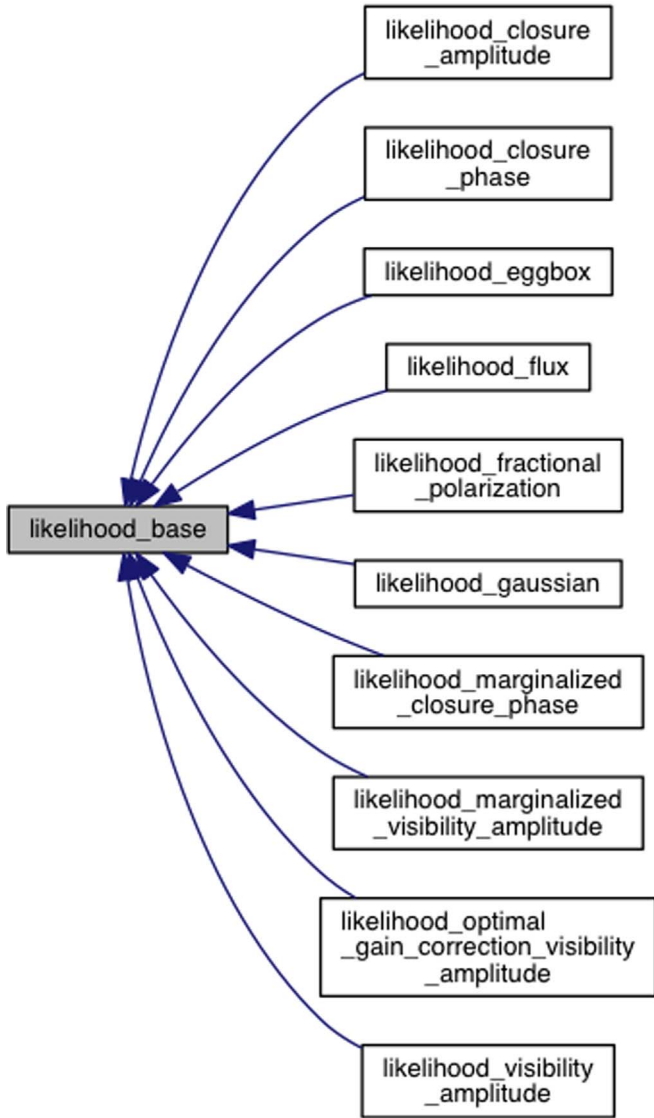 likelihood_closure
_amplitude
likelihood_closure
_phase
likelihood_eggbox
likelihood_flux
likelihood_fractional
_polarization
likelihood_base
likelihood_gaussian
likelihood_marginalized
_closure_phase
likelihood_marginalized
_visibility_amplitude
likelihood_optimal
_gain_correction_visibility
_amplitude
likelihood_visibility
_amplitude